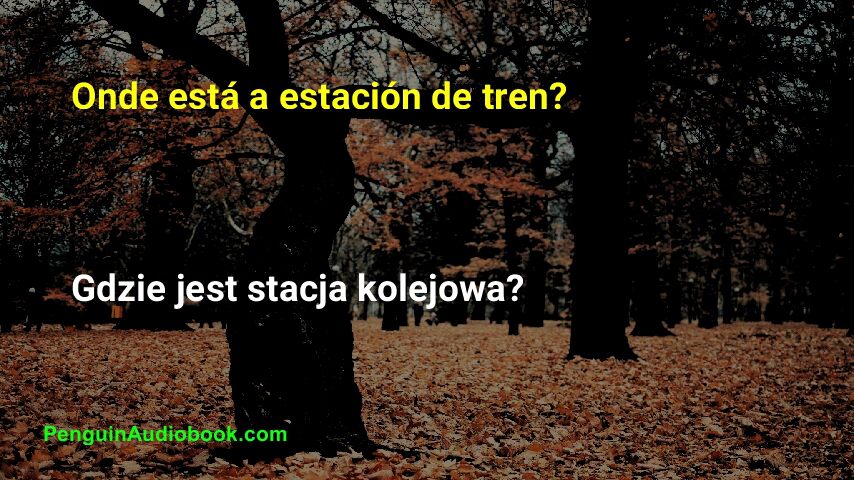 Onde está a estación de tren?
Gdzie jest stacja kolejowa?
PenguinAudiobook.com